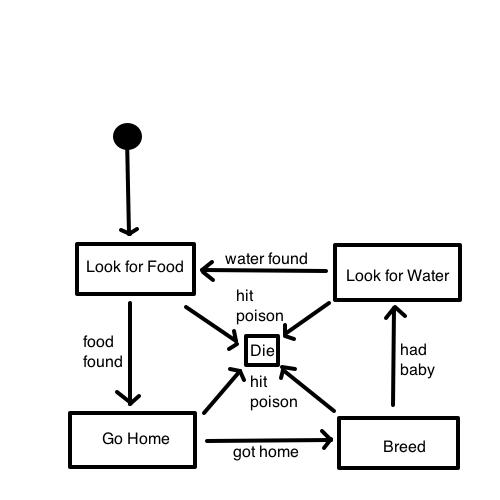 water found
Look for Food
Look for Water
hit
poison
food
found
Die
had
baby
hit
poison
Go Home
got home
Breed